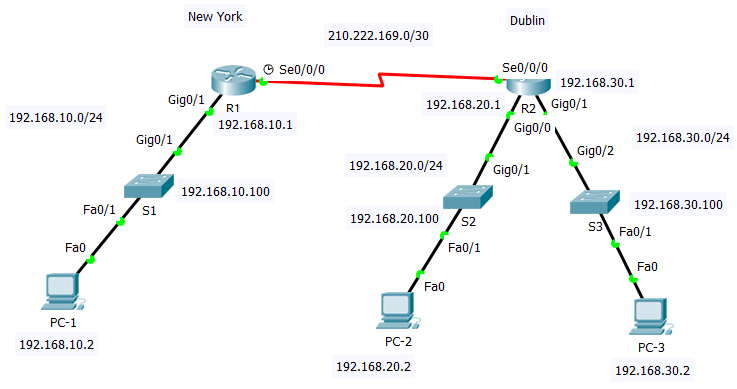 New York
Dublin
210.222.169.0/30
Se0/0/0
Se0/0/0
192.168.30.1
Gig0/1
R1
192.168.20.1
R2
Gig0/1
192.168.10.0/24
192.168.10.1
Gig0/0
Gig0/1
192.168.30.0/24
Gig0/2
192.168.20.0/24
Gig0/1
192.168.10.100
192.168.30.100
Fa0/1
S1
192.168.20.100
S2
S3
Fa0/1
Fa0/1
Fa0
Fa0
Fa0
PC-1
192.168.10.2
PC-2
192.168.20.2
PC-3
192.168.30.2